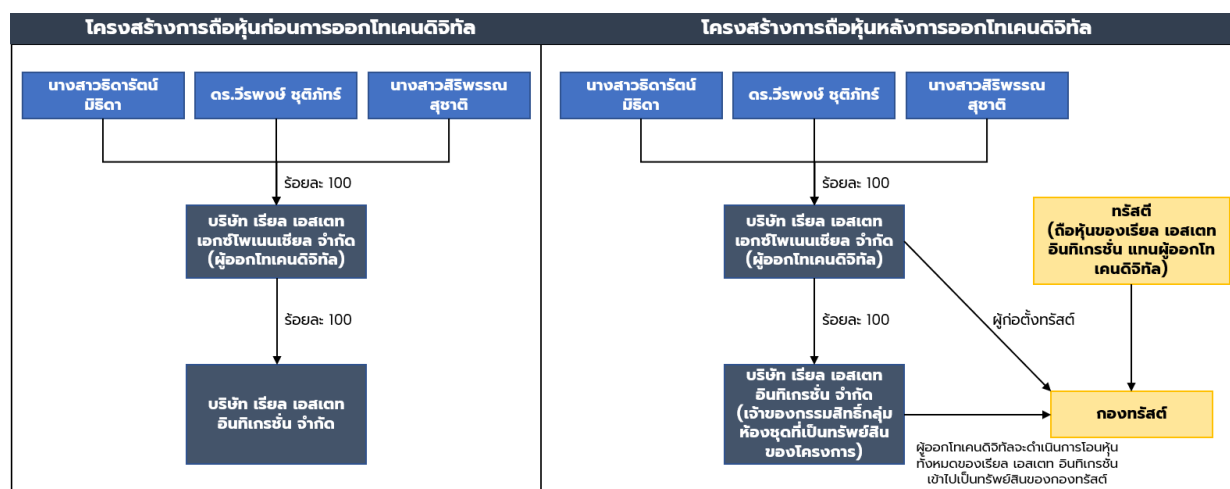 โครงสร้างการถือหุ้นก่อนการออกโทเคนดิจิทัล
นางสาวธิดารัตน์
มิธิดา
ดร.วีรพงษ์ ชุติภัทร์
นางสาวสิริพรรณ
สุชาติ
ร้อยละ 100
บริษัท เรียล เอสเตท
เอกซ์โพเนนเชียล จำกัด
(ผู้ออกโทเคนดิจิทัล)
ร้อยละ 100
บริษัท เรียล เอสเตท
อินทิเกรชั่น จำกัด
โครงสร้างการถือหุ้นหลังการออกโทเคนดิจิทัล
นางสาวธิดารัตน์
มิธิดา
ดร.วีรพงษ์ ชุติภัทร์
นางสาวสิริพรรณ
สุชาติ
ร้อยละ 100
บริษัท เรียล เอสเตท
เอกซ์โพเนนเชียล จำกัด
(ผู้ออกโทเคนดิจิทัล)
ทรัสตี
(ถือหุ้นของเรียล เอสเตท
อินทิเกรชั่น แทนผู้ออกโท
เคนดิจิทัล)
ร้อยละ 100
ผู้ก่อตั้งทรัสต์
บริษัท เรียล เอสเตท
อินทิเกรชั่น จำกัด
(เจ้าของกรรมสิทธิ์กลุ่ม
ห้องชุดที่เป็นทรัพย์สิน
ของโครงการ)
กองทรัสต์
ผู้ออกโทเคนดิจิทัลจะดำเนินการโอนหุ้น
ทั้งหมดของเรียล เอสเตท อินทิเกรชั่น
เข้าไปเป็นทรัพย์สินของกองทรัสต์